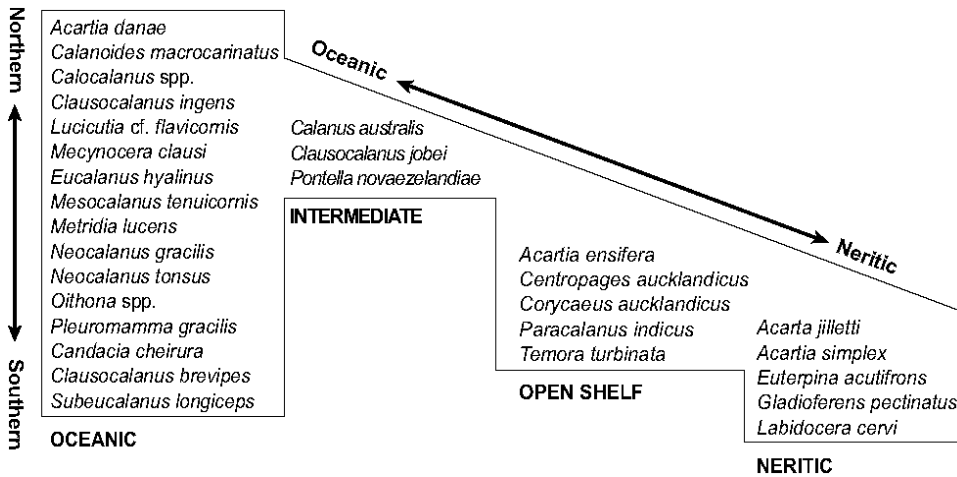 Northern
Southern
Acartia danae
Calanoides macrocarinatus
Calocalanus spp.
Clausocalanus ingens
Lucicutia cf. flavicornis
Mecynocera clausi
Eucalanus hyalinus
Mesocalanus tenuicornis
Metridia lucens
Neocalanus gracilis
Neocalanus tonsus
Oithona spp.
Pleuromamma gracilis
Candacia cheirura
Clausocalanus brevipes
Subeucalanus longiceps
OCEANIC
Oceanic
Neritic
Calanus australis
Clausocalanus jobei
Pontella novaezelandiae
INTERMEDIATE
Acartia ensifera
Centropages aucklandicus
Corycaeus aucklandicus
Paracalanus indicus
Temora turbinata
OPEN SHELF
Acarta jilletti
Acartia simplex
Euterpina acutifrons
Gladioferens pectinatus
Labidocera cervi
NERITIC